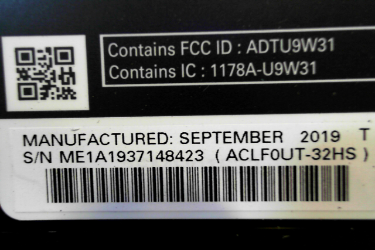 Contains FCC ID : ADTU9W31
Contains IC : 1178A-U9W31
MANUFACTURED: SEPTEMBER 2019 T
S/N ME1A1937148423 ( ACLF0UT-32HS )